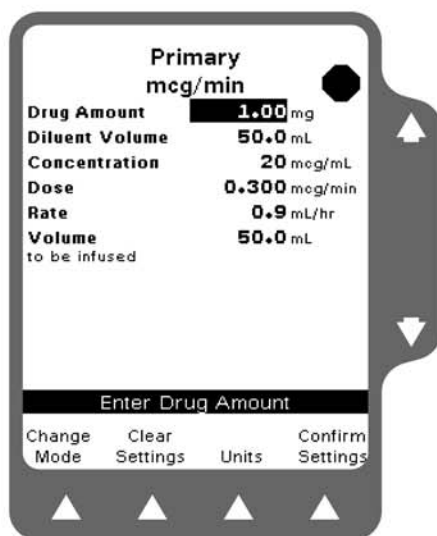 Primary
mcg/min
Drug Amount 1.00 mg
Diluent Volume 50.0 mL
Concentration 20 mcg/mL
Dose 0.300 mcg/min
Rate 0.9 mL/hr
Volume 50.0 mL
to be infused
Enter Drug Amount
Change Clear Confirm
Mode Settings Units Settings